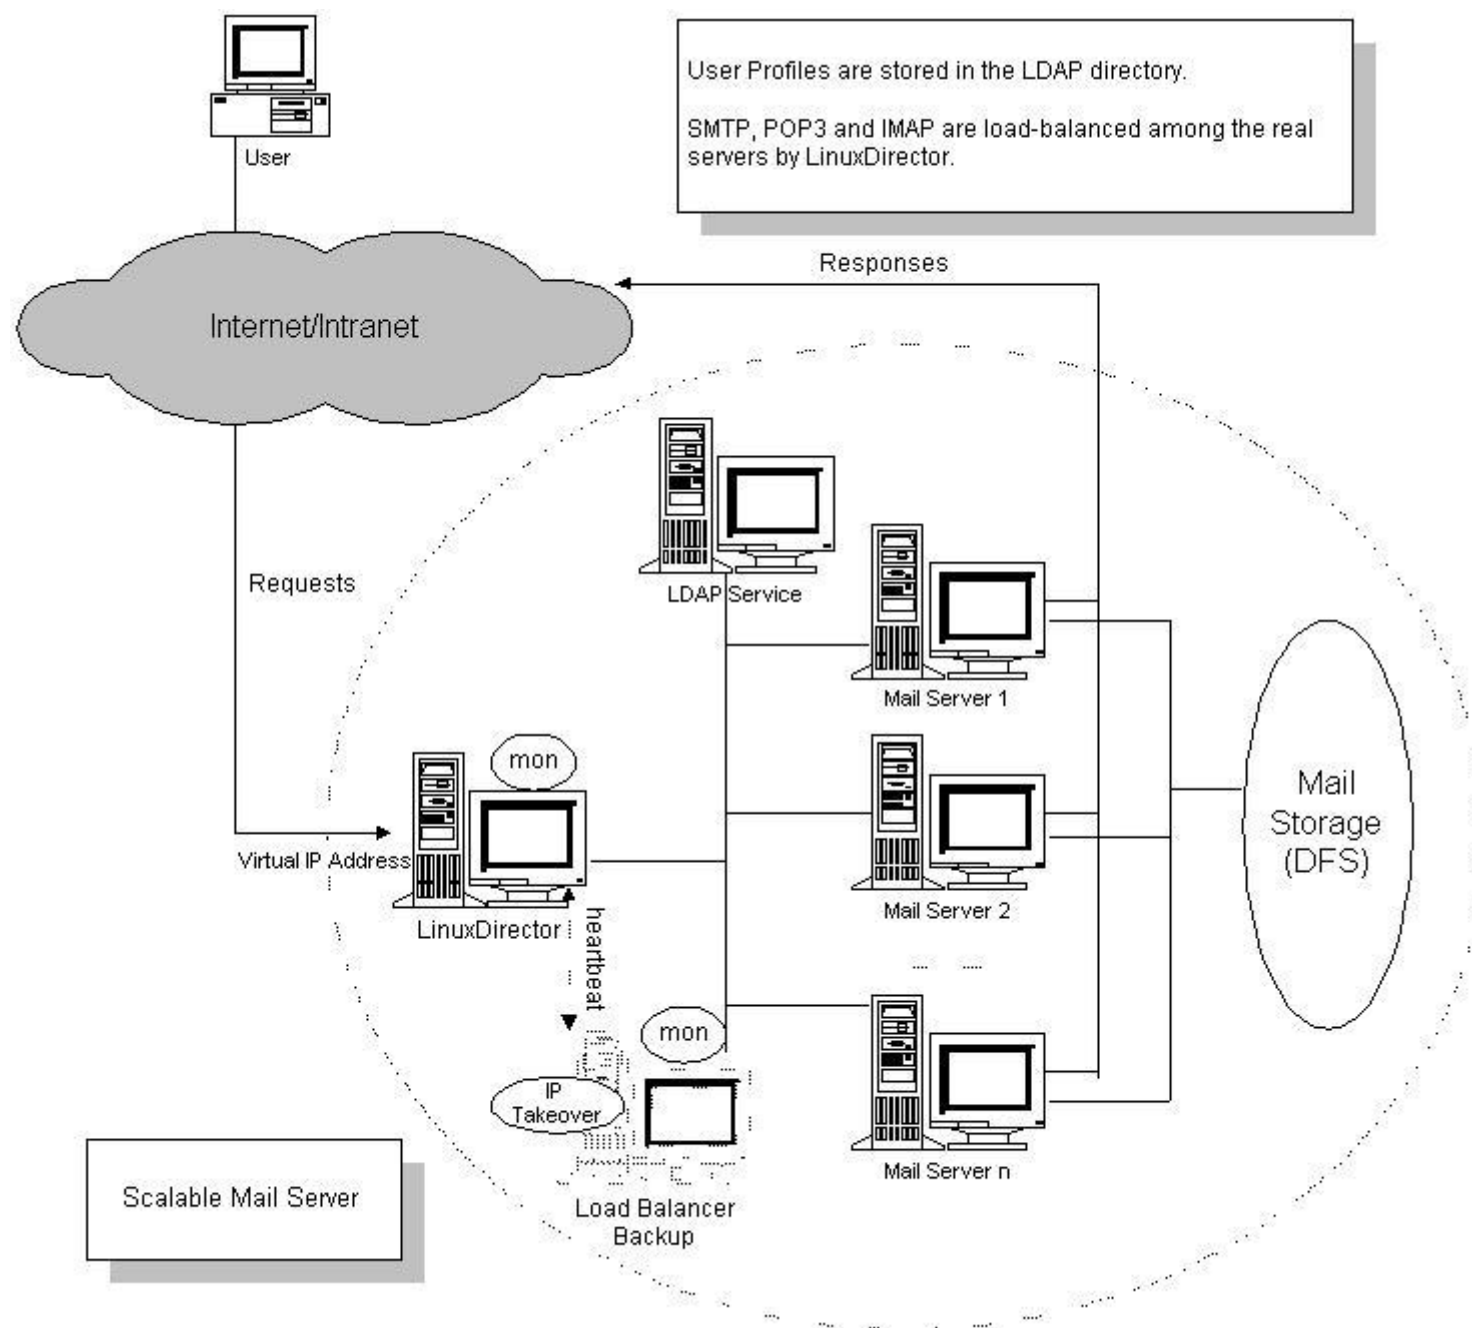 User
User Profiles are stored in the LDAP directory.
SMTP, POP3 and IMAP are load-balanced among the real
servers by LinuxDirector.
Responses
Internet/Intranet
Requests
LDAP Service
Mail Server 1
mon
Virtual IP Address
LinuxDirector
heartbeat
Mail Server 2
Mail
Storage
(DFS)
mon
IP
Takeover
Load Balancer
Backup
Mail Server n
Scalable Mail Server